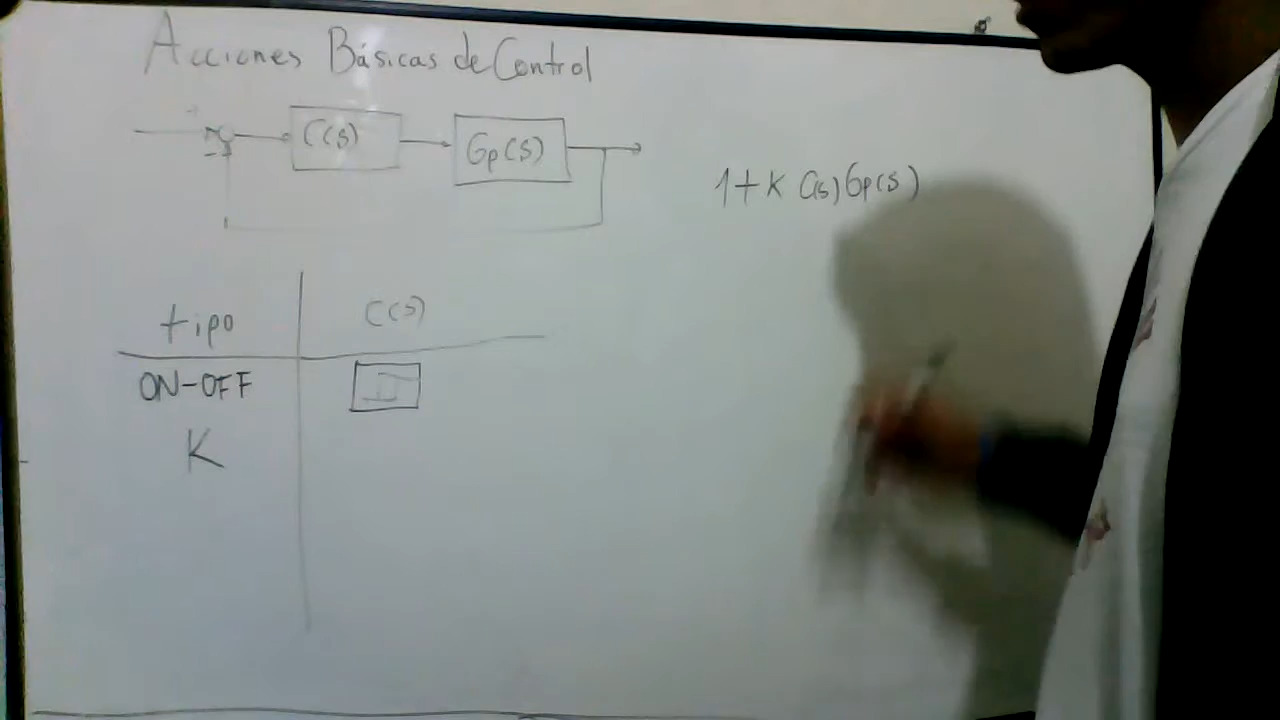 Acciones Básicas de Control
C(s)
Gp(s)
1+K C(s)Gp(s)
tipo C(s)
ON-OFF
K